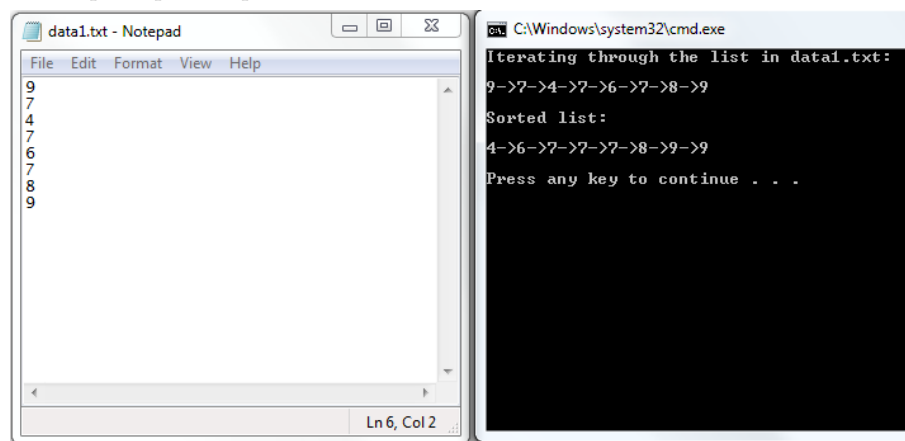 data1.txt - Notepad
File Edit Format View Help
9
7
4
7
6
7
8
9
Ln 6, Col 2
C:\Windows\system32\cmd.exe
Iterating through the list in data1.txt:
9->7->4->7->6->7->8->9
Sorted list:
4->6->7->7->7->8->9->9
Press any key to continue . . .